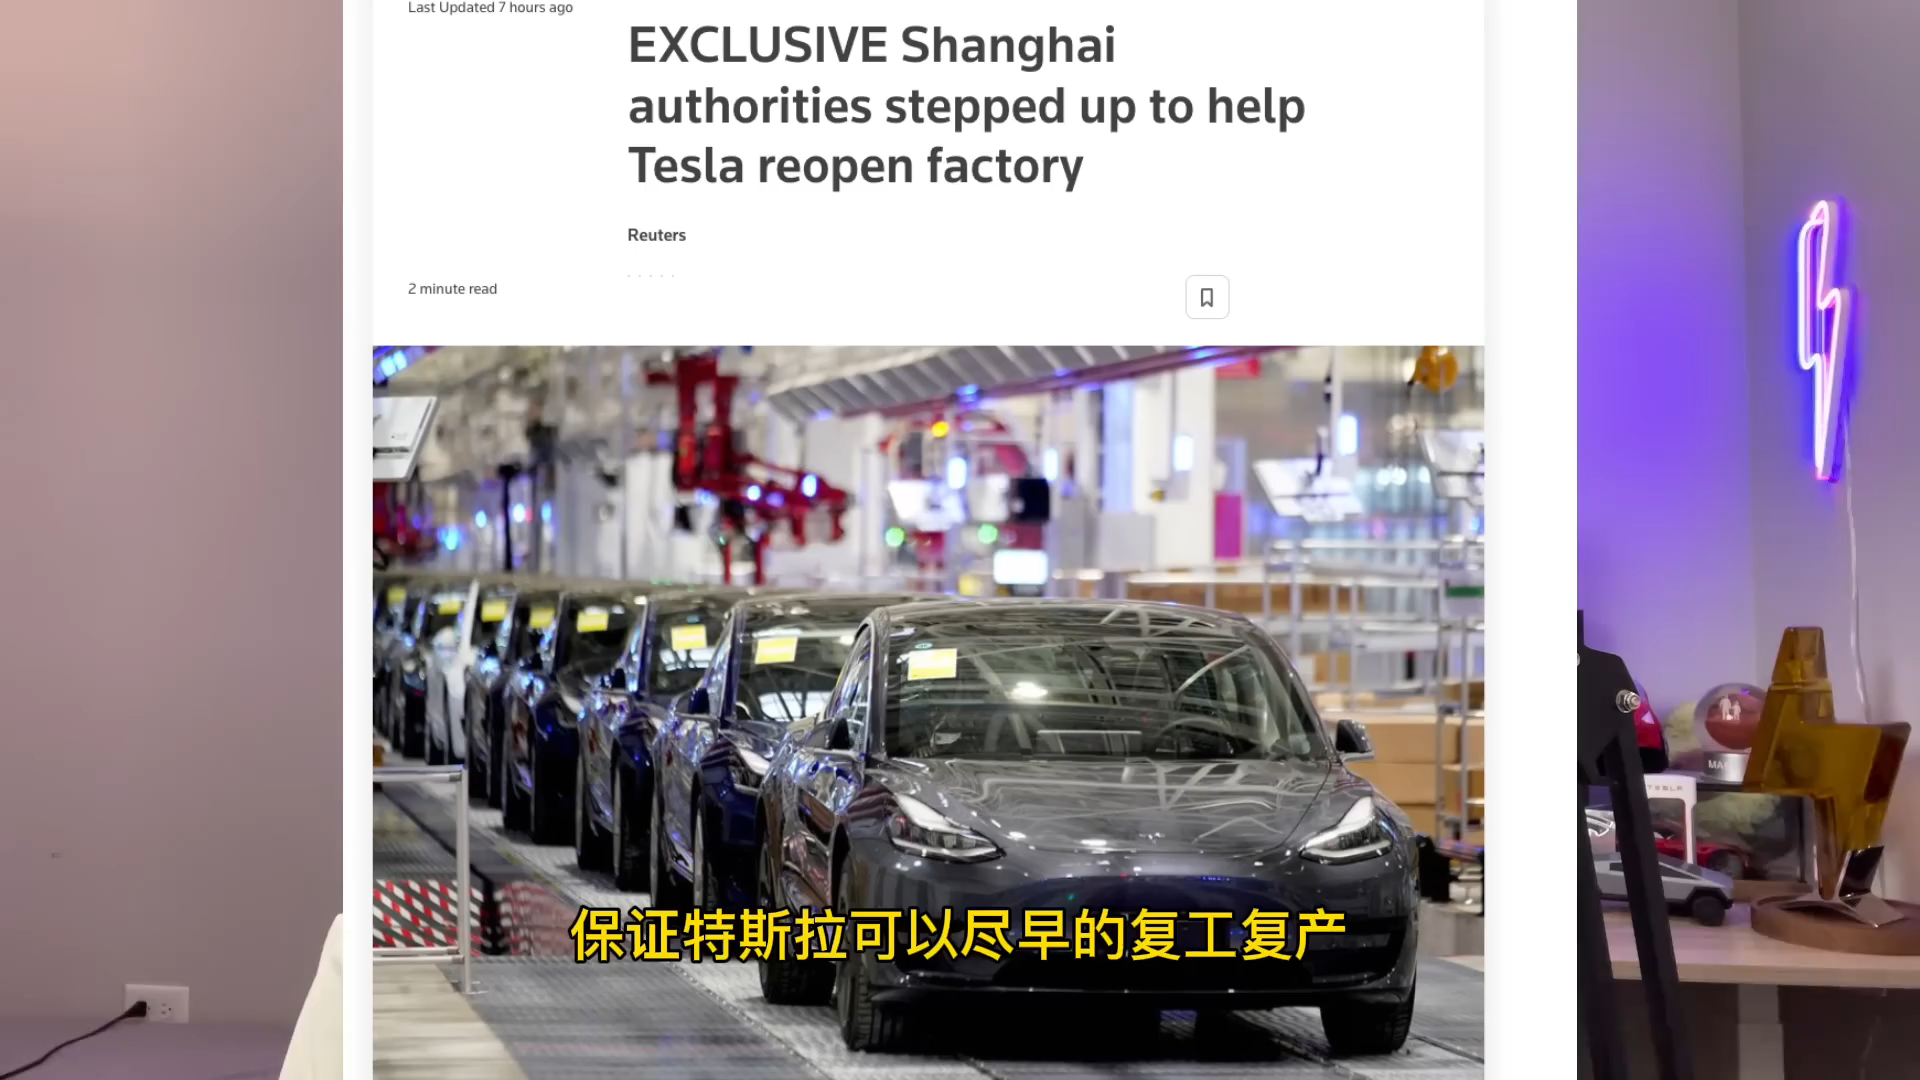 Last Updated 7 hours ago
EXCLUSIVE Shanghai
authorities stepped up to help
Tesla reopen factory
Reuters
2 minute read
TESLA
保证特斯拉可以尽早的复工复产